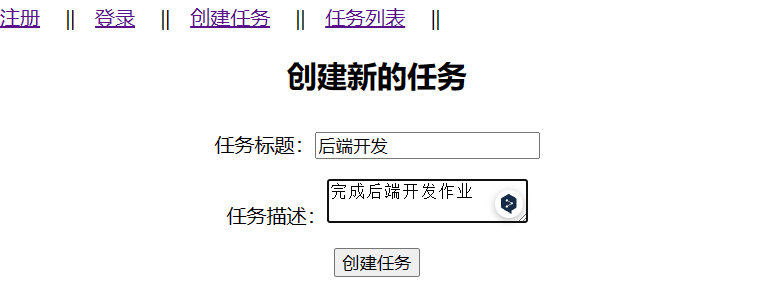 注册 || 登录 || 创建任务 || 任务列表 ||
创建新的任务
任务标题：后端开发
任务描述：完成后端开发作业
创建任务